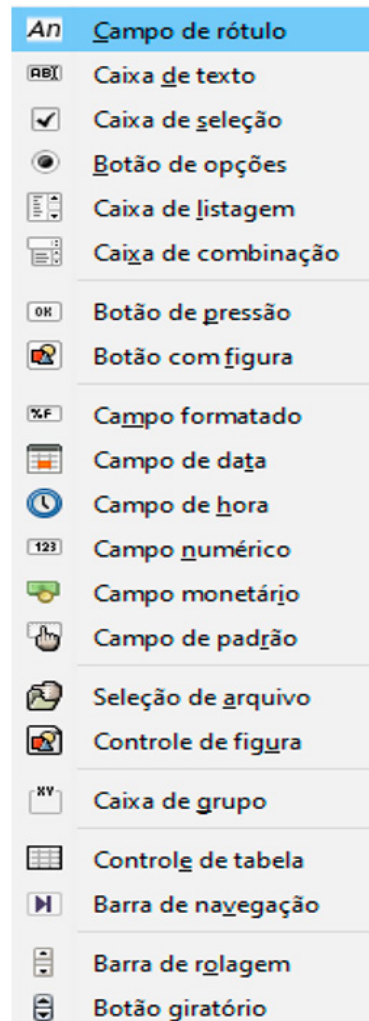 An Campo de rótulo
ABI Caixa de texto
Caixa de seleção
Botão de opções
Caixa de listagem
Caixa de combinação
OK Botão de pressão
Botão com figura
%F Campo formatado
Campo de data
Campo de hora
123 Campo numérico
Campo monetário
Campo de padrão
Seleção de arquivo
Controle de figura
XY Caixa de grupo
Controle de tabela
Barra de navegação
Barra de rolagem
Botão giratório